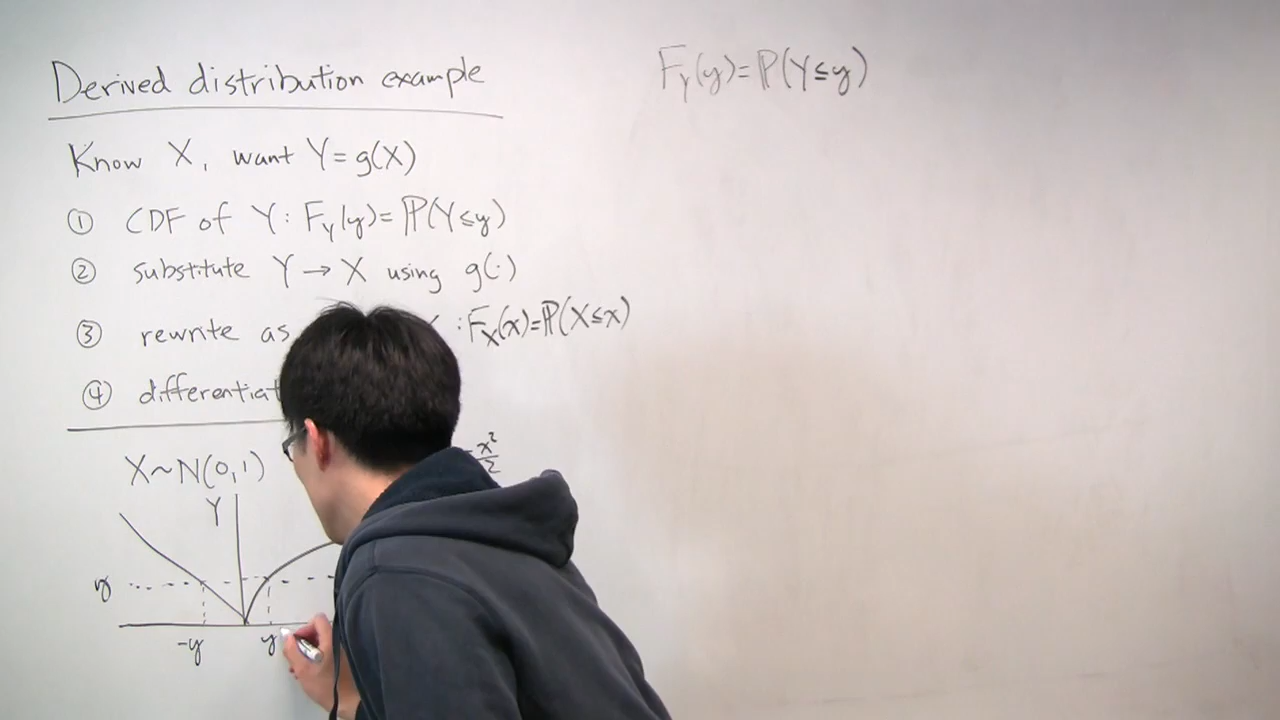 Derived distribution example
F_Y(y)=ℙ(Y≤y)
Know X, want Y=g(X)
① CDF of Y: F_Y(y)=ℙ(Y≤y)
② substitute Y→X using g(·)
③ rewrite as : F_X(x)=ℙ(X≤x)
④
X~N(0,1) x²/2
Y
y
-y y